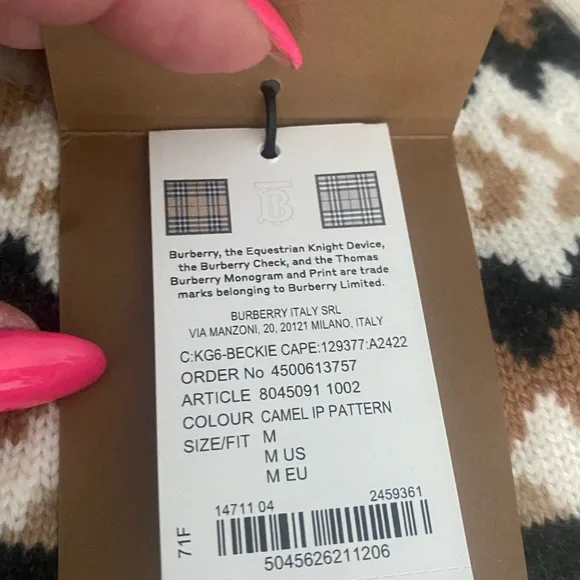 TB
Burberry, the Equestrian Knight Device,
the Burberry Check, and the Thomas
Burberry Monogram and Print are trade
marks belonging to Burberry Limited.
BURBERRY ITALY SRL
VIA MANZONI, 20, 20121 MILANO, ITALY
C:KG6-BECKIE CAPE:129377:A2422
ORDER No 4500613757
ARTICLE 8045091 1002
COLOUR CAMEL IP PATTERN
SIZE/FIT M
M US
M EU
14711 04 2459361
71F
5045626211206